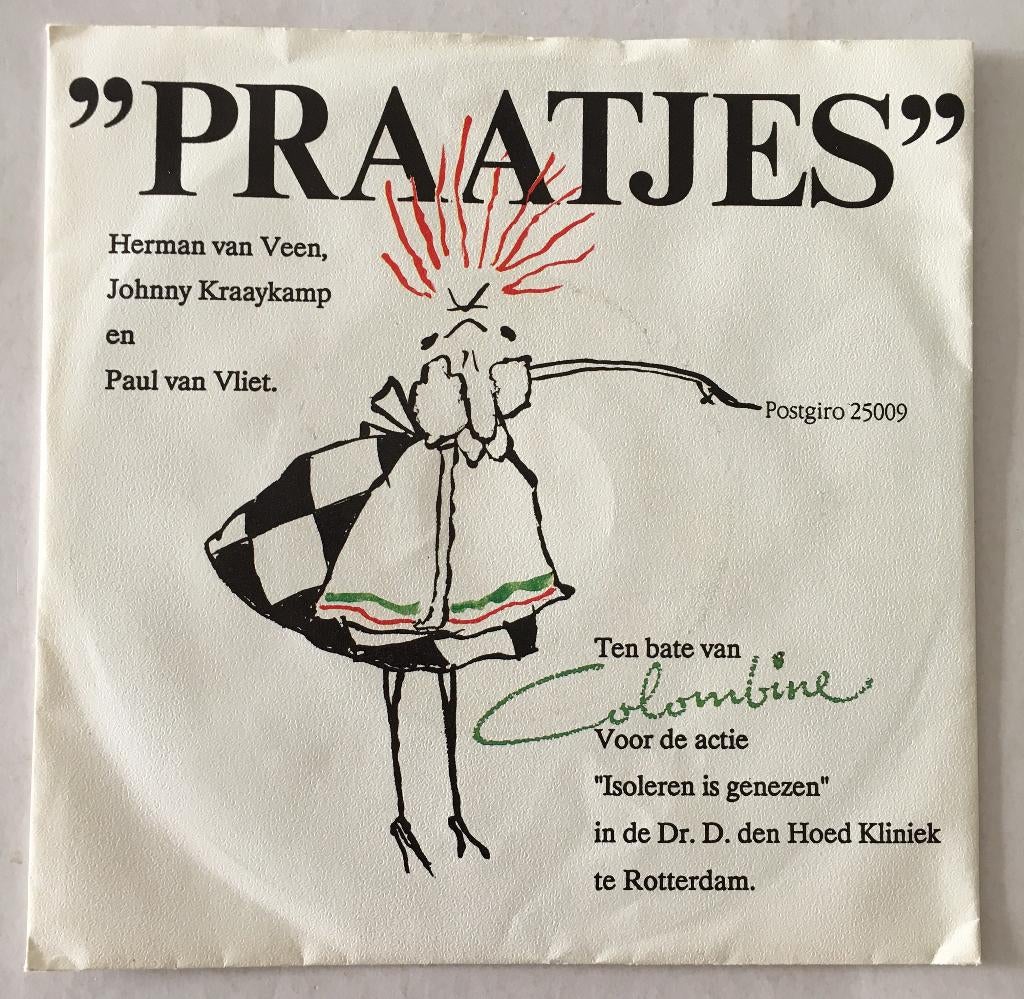 ”PRAATJES”
Herman van Veen,
Johnny Kraaykamp
en
Paul van Vliet.
Postgiro 25009
Ten bate van
Colombine
Voor de actie
"Isoleren is genezen"
in de Dr. D. den Hoed Kliniek
te Rotterdam.